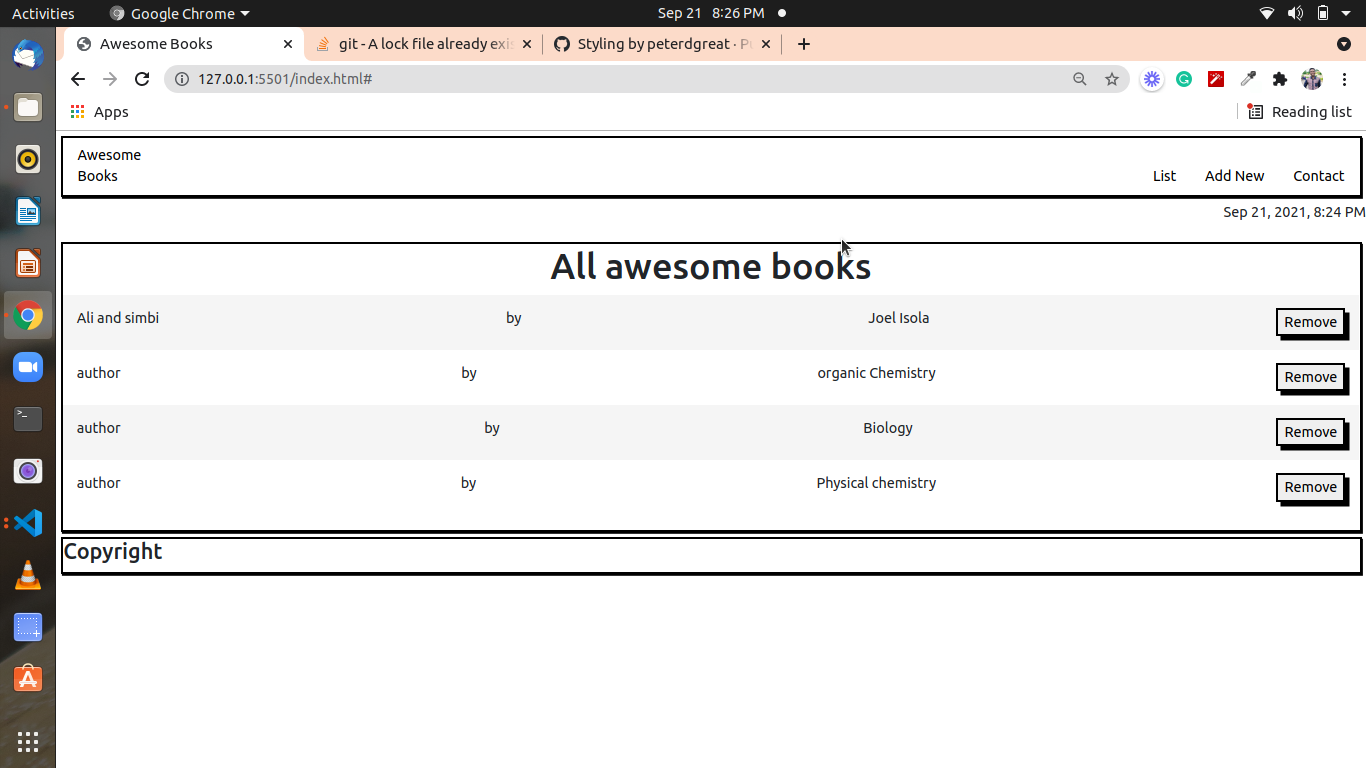 Activities Google Chrome Sep 21 8:26 PM
Awesome Books git - A lock file already exis Styling by peterdgreat · P
127.0.0.1:5501/index.html#
Apps Reading list
Awesome
Books List Add New Contact
Sep 21, 2021, 8:24 PM
All awesome books
Ali and simbi by Joel Isola Remove
author by organic Chemistry Remove
author by Biology Remove
author by Physical chemistry Remove
Copyright